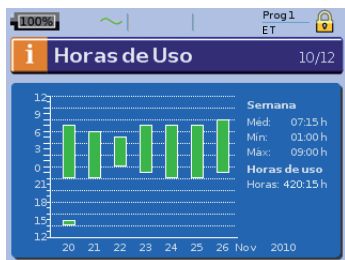 100%
Prog 1
ET
i Horas de Uso 10/12
12
9
6
3
0
21
18
15
12
20 21 22 23 24 25 26 Nov 2010
Semana
Méd: 07:15 h
Mín: 01:00 h
Máx: 09:00 h
Horas de uso
Horas: 420:15 h